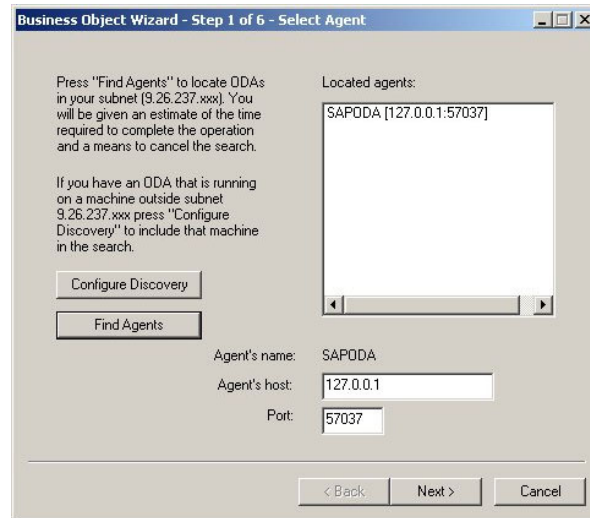 Business Object Wizard - Step 1 of 6 - Select Agent
Press "Find Agents" to locate ODAs
in your subnet (9.26.237.xxx). You
will be given an estimate of the time
required to complete the operation
and a means to cancel the search.
If you have an ODA that is running
on a machine outside subnet
9.26.237.xxx press "Configure
Discovery" to include that machine
in the search.
Configure Discovery
Find Agents
Located agents:
SAPODA [127.0.0.1:57037]
Agent's name: SAPODA
Agent's host: 127.0.0.1
Port: 57037
< Back Next > Cancel